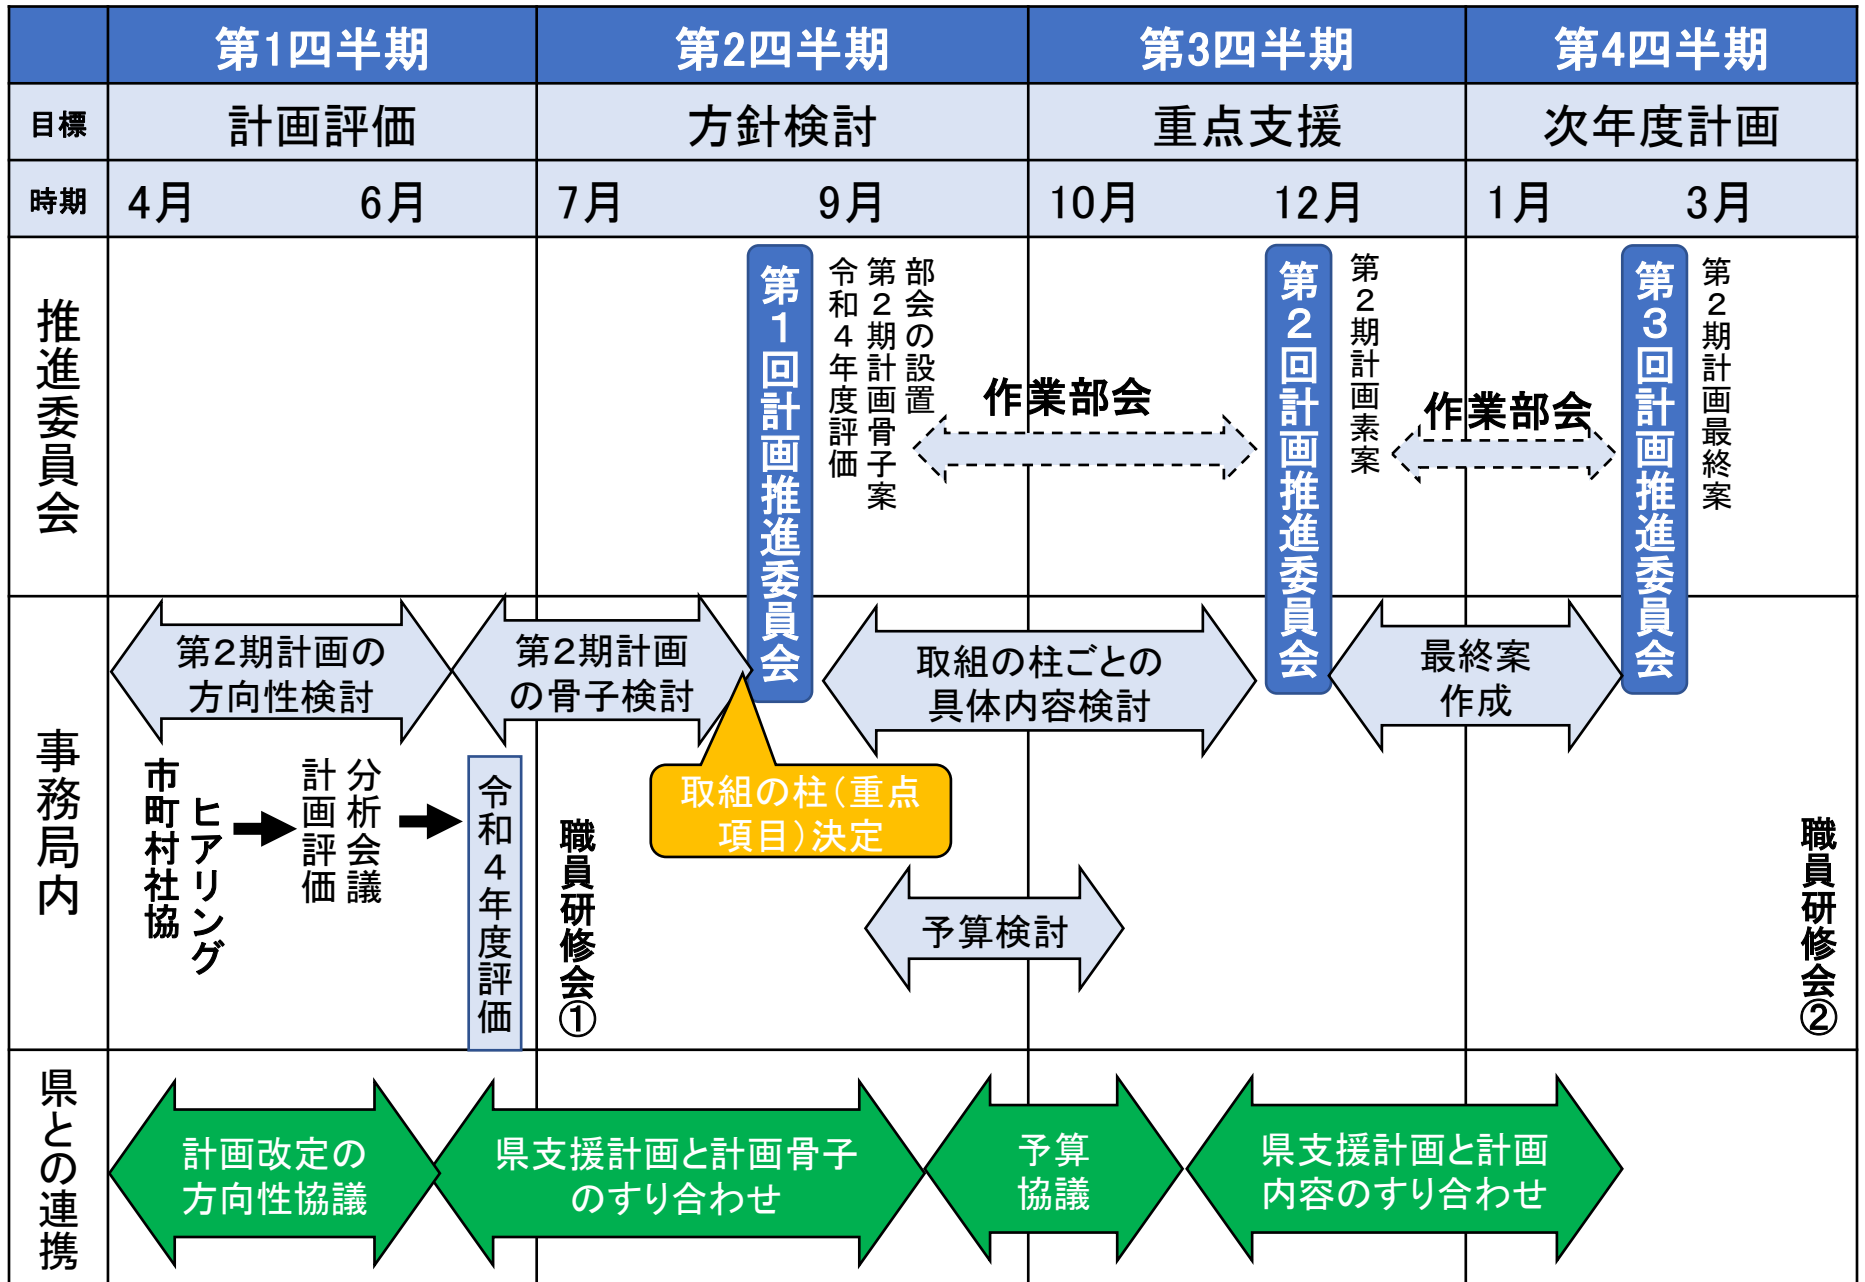 第1四半期
第2四半期
第3四半期
第4四半期
目標
計画評価
方針検討
重点支援
次年度計画
時期
4月
6月
7月
9月
10月
12月
1月
3月
推進委員会
第1回計画推進委員会
部会の設置
第2期計画骨子案
令和4年度評価
作業部会
第2回計画推進委員会
第2期計画素案
作業部会
第3回計画推進委員会
第2期計画最終案
事務局内
第2期計画の
方向性検討
第2期計画
の骨子検討
取組の柱ごとの
具体内容検討
最終案
作成
市町村社協
ヒアリング
計画評価
分析会議
令和4年度評価
職員研修会①
取組の柱(重点
項目)決定
予算検討
職員研修会②
県との連携
計画改定の
方向性協議
県支援計画と計画骨子
のすり合わせ
予算
協議
県支援計画と計画
内容のすり合わせ